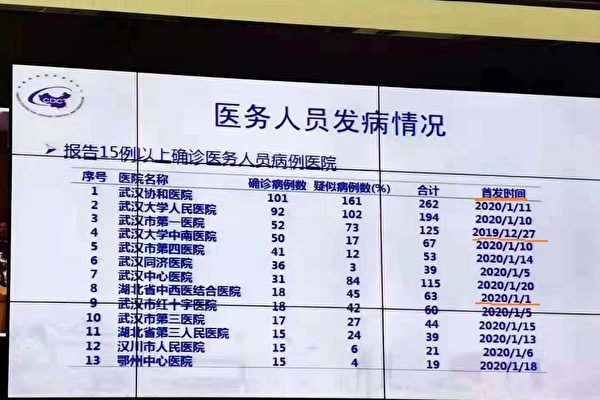 CDC
医务人员发病情况
➢ 报告15例以上确诊医务人员病例医院
序号 医院名称 确诊病例数 疑似病例数(%) 合计 首发时间
1 武汉协和医院 101 161 262 2020/1/11
2 武汉大学人民医院 92 102 194 2020/1/10
3 武汉市第一医院 52 73 125 2019/12/27
4 武汉大学中南医院 50 17 67 2020/1/10
5 武汉市第四医院 41 12 53 2020/1/14
6 武汉同济医院 36 3 39 2020/1/5
7 武汉中心医院 31 84 115 2020/1/20
8 湖北省中西医结合医院 18 45 63 2020/1/1
9 武汉市红十字医院 18 42 60 2020/1/5
10 武汉市第三医院 17 27 44 2020/1/15
11 湖北省第三人民医院 15 24 39 2020/1/13
12 汉川市人民医院 15 6 21 2020/1/6
13 鄂州中心医院 15 4 19 2020/1/18